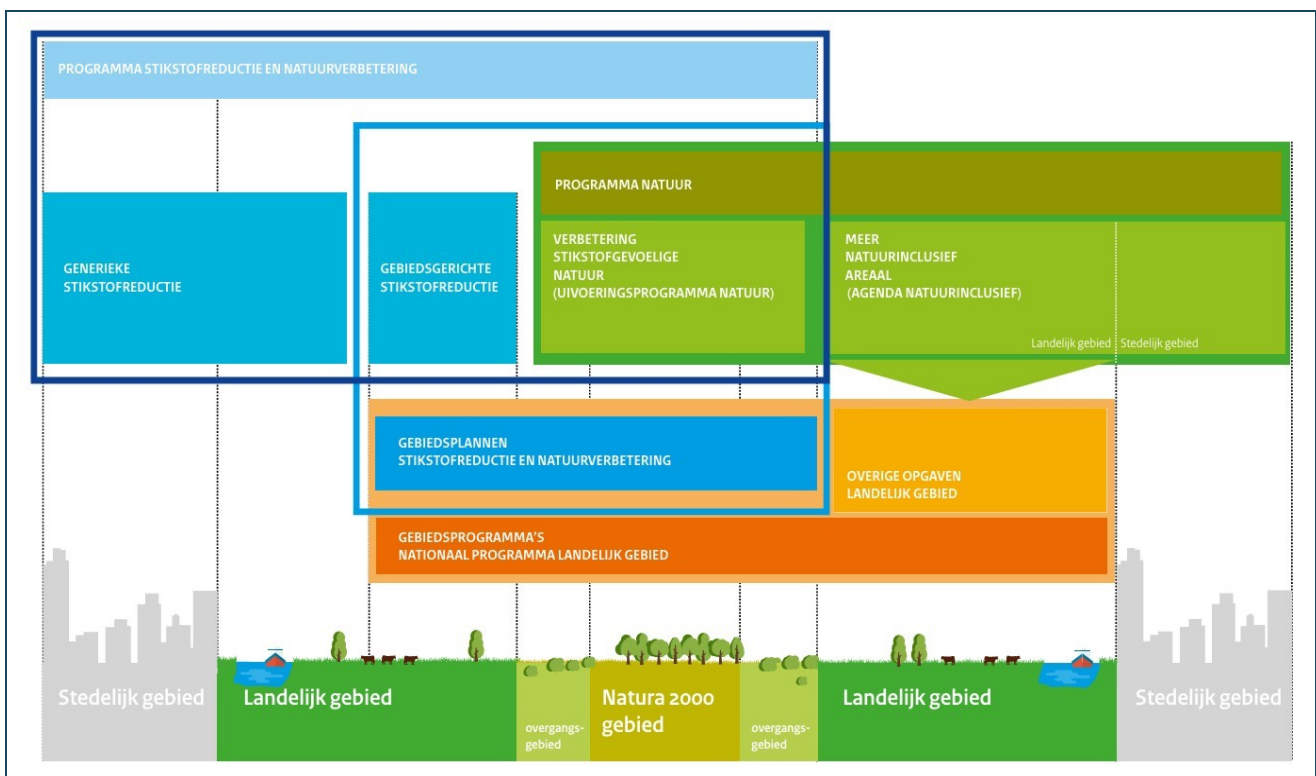 PROGRAMMA STIKSTOFREDUCTIE EN NATUURVERBETERING
PROGRAMMA NATUUR
GENERIEKE
STIKSTOFREDUCTIE
GEBIEDSGERICHTE
STIKSTOFREDUCTIE
VERBETERING
STIKSTOFGEVOELIGE
NATUUR
(UIVOERINGSPROGRAMMA NATUUR)
MEER
NATUURINCLUSIEF
AREAAL
(AGENDA NATUURINCLUSIEF)
Landelijk gebied
Stedelijk gebied
GEBIEDSPLANNEN
STIKSTOFREDUCTIE EN NATUURVERBETERING
OVERIGE OPGAVEN
LANDELIJK GEBIED
GEBIEDSPROGRAMMA'S
NATIONAAL PROGRAMMA LANDELIJK GEBIED
Stedelijk gebied
Landelijk gebied
overgangs-
gebied
Natura 2000
gebied
overgangs-
gebied
Landelijk gebied
Stedelijk gebied